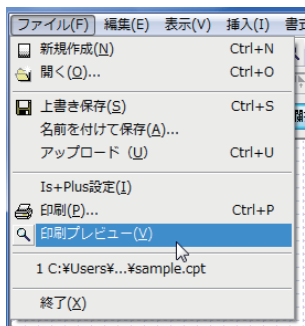 ファイル(F) 編集(E) 表示(V) 挿入(I) 書式
新規作成(N) Ctrl+N
開く(O)... Ctrl+O
上書き保存(S) Ctrl+S
名前を付けて保存(A)...
アップロード（U） Ctrl+U
Is+Plus設定(I)
印刷(P)... Ctrl+P
印刷プレビュー(V)
1 C:¥Users¥...¥sample.cpt
終了(X)